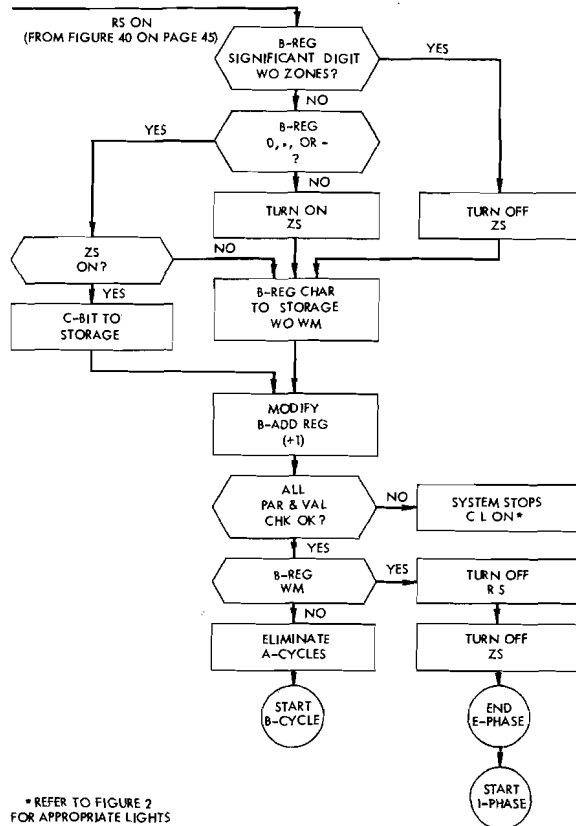 RS ON
(FROM FIGURE 40 ON PAGE 45)
B-REG
SIGNIFICANT DIGIT
WO ZONES?
YES
NO
YES
B-REG
0,,, OR -
?
NO
TURN ON
ZS
TURN OFF
ZS
ZS
ON?
NO
YES
B-REG CHAR
TO STORAGE
WO WM
C-BIT TO
STORAGE
MODIFY
B-ADD REG
(+1)
ALL
PAR & VAL
CHK OK?
NO
SYSTEM STOPS
C L ON*
YES
B-REG
WM
YES
TURN OFF
R S
NO
ELIMINATE
A-CYCLES
TURN OFF
ZS
START
B-CYCLE
END
E-PHASE
START
I-PHASE
* REFER TO FIGURE 2
FOR APPROPRIATE LIGHTS